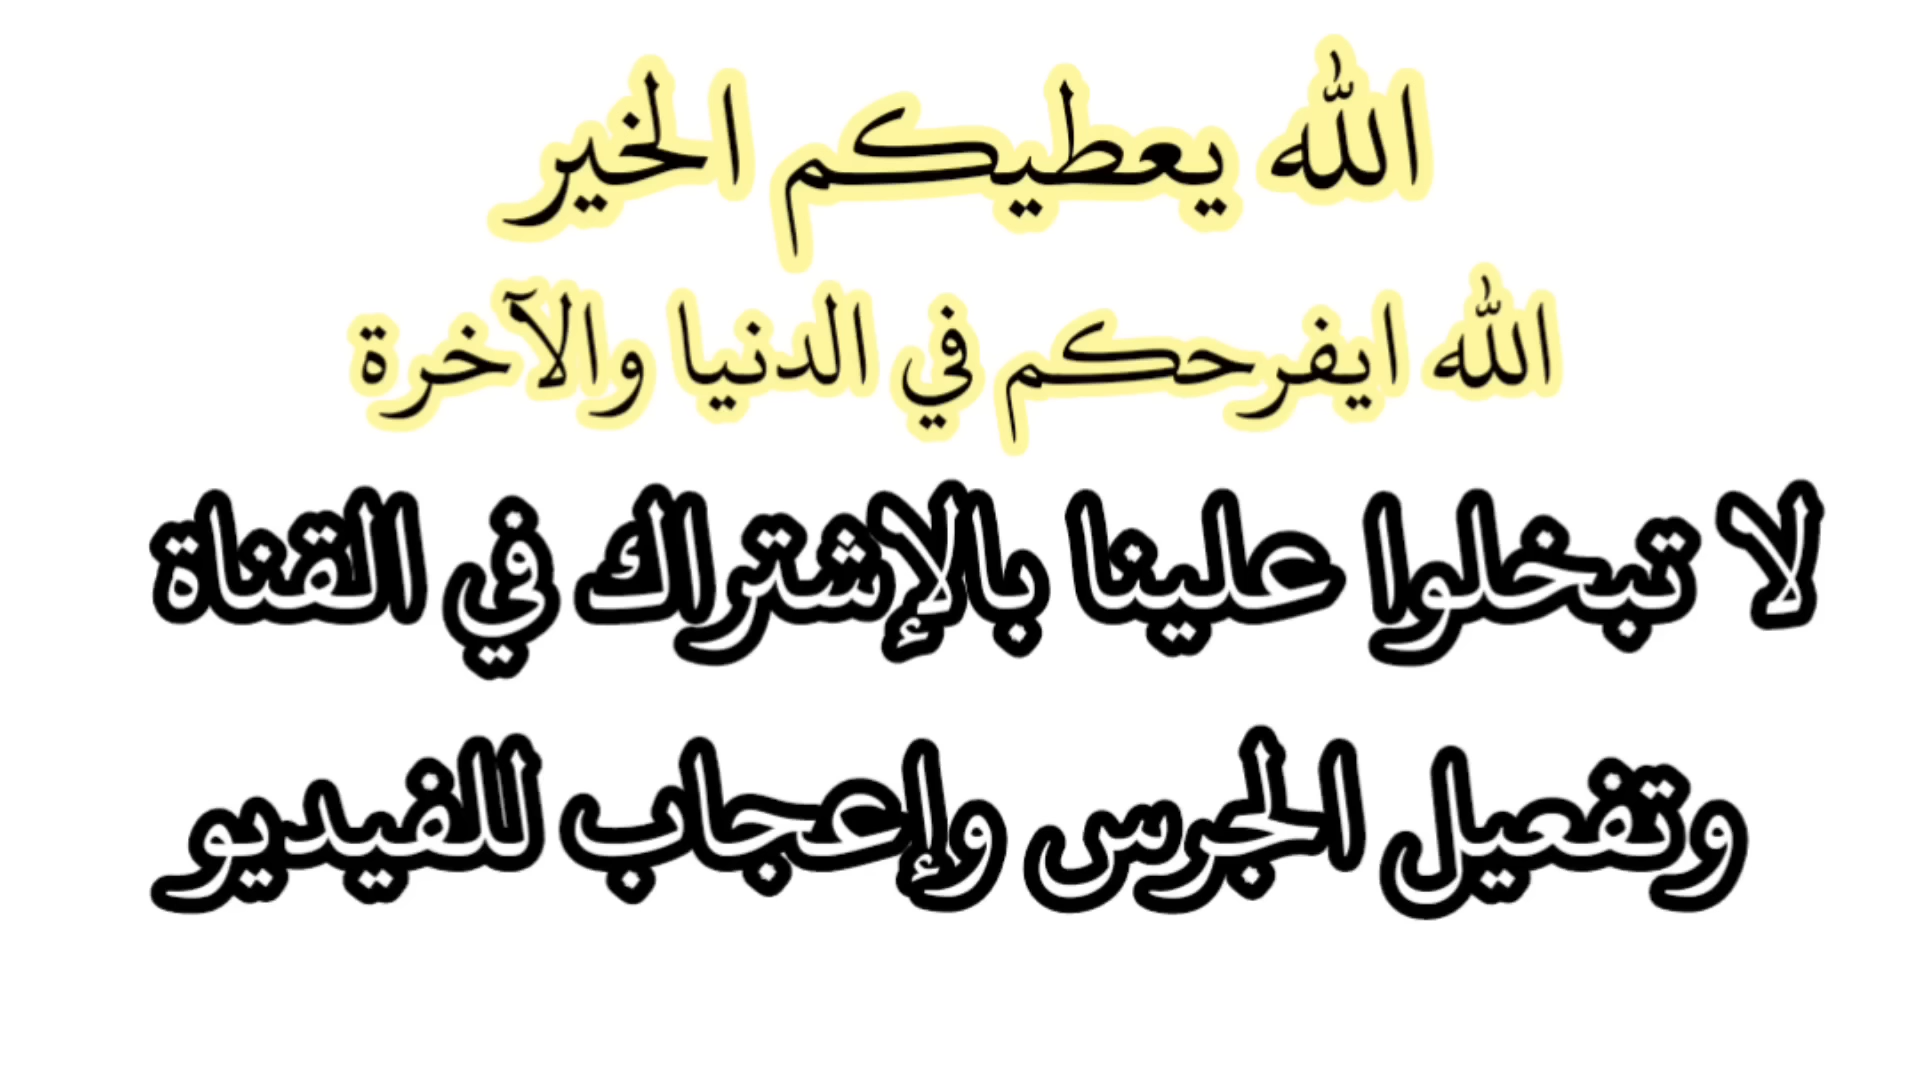 الله يعطيكم الخير
الله ايفرحكم في الدنيا والآخرة
لا تبخلوا علينا بالإشتراك في القناة
وتفعيل الجرس وإعجاب للفيديو